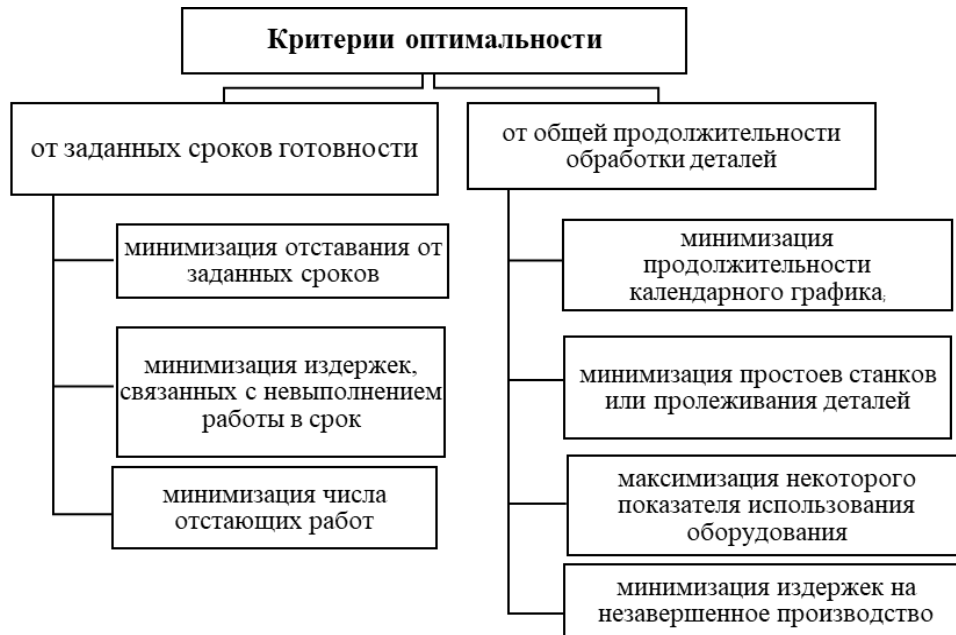 Критерии оптимальности
от заданных сроков готовности
минимизация отставания от
заданных сроков
минимизация издержек,
связанных с невыполнением
работы в срок
минимизация числа
отстающих работ
от общей продолжительности
обработки деталей
минимизация
продолжительности
календарного графика;
минимизация простоев станков
или пролеживания деталей
максимизация некоторого
показателя использования
оборудования
минимизация издержек на
незавершенное производство